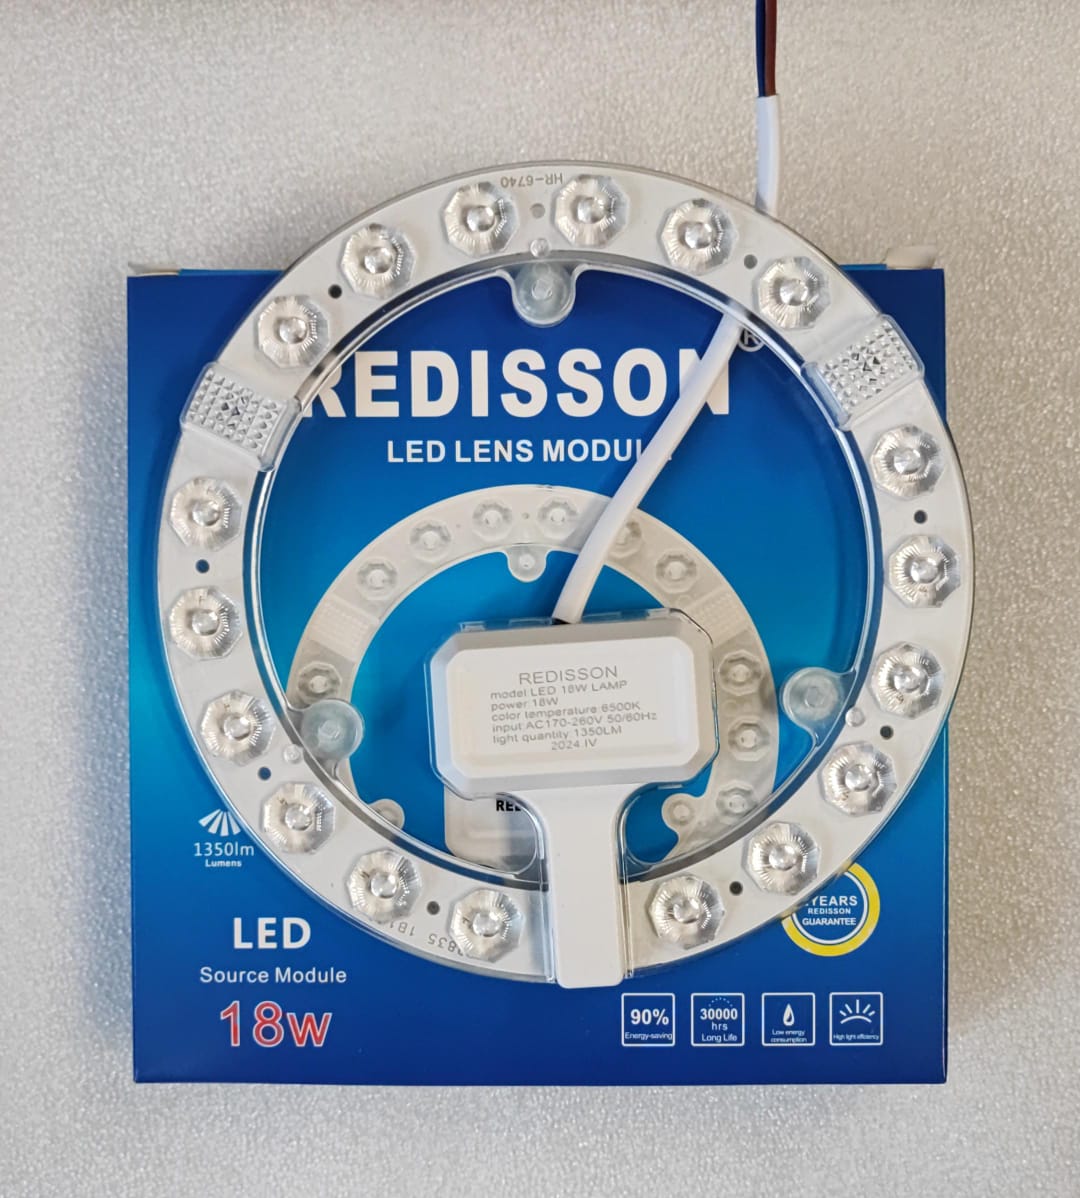 HR-6740
REDISSON
®
LED LENS MODUL
REDISSON
model LED 18W LAMP
power 18W
color temperature:6500K
input:AC170-260V 50/60Hz
light quantity:1350LM
2024.IV
1350lm
Lumens
YEARS
REDISSON
GUARANTEE
LED
Source Module
18w
90%
Energy-saving
30000
hrs
Long Life
Low energy
consumption
High light efficiency